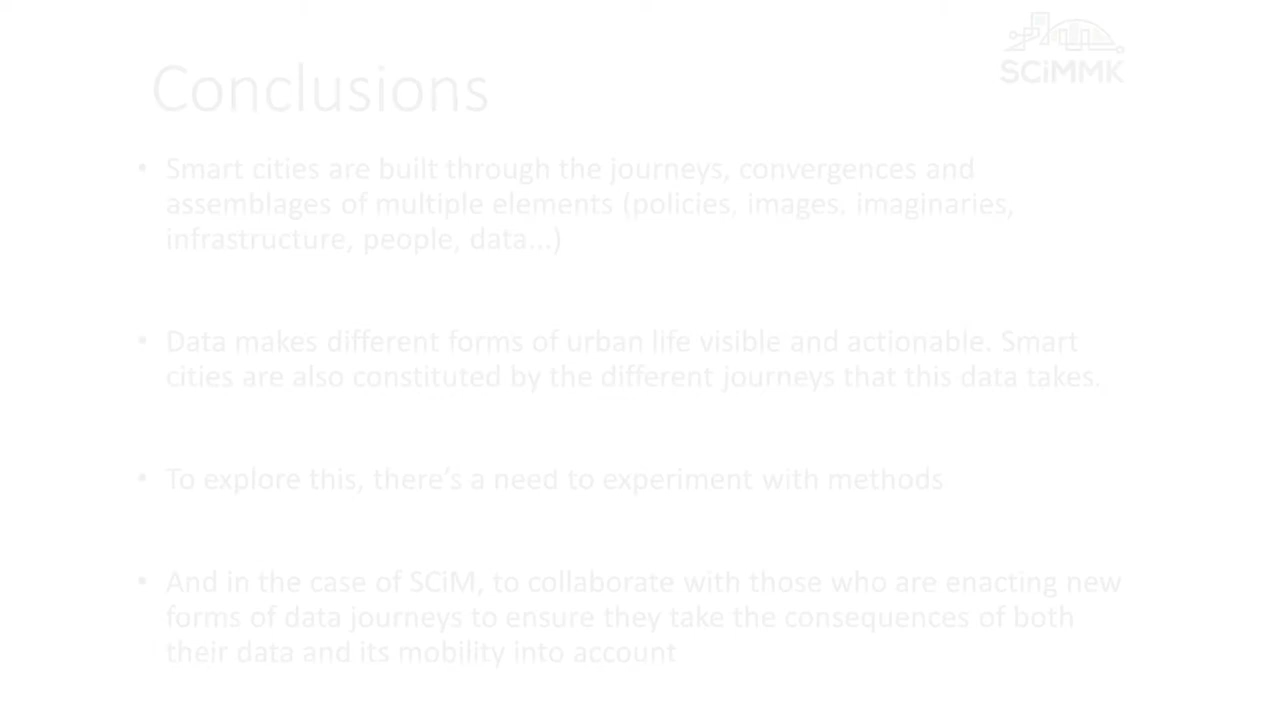 SCiMMK
Conclusions
• Smart cities are built through the journeys, convergences and
assemblages of multiple elements (policies, images. imaginaries,
infrastructure, people, data...)
• Data makes different forms of urban life visible and actionable. Smart
cities are also constituted by the different journeys that this data takes.
• To explore this, there's a need to experiment with methods
• And in the case of SCiM, to collaborate with those who are enacting new
forms of data journeys to ensure they take the consequences of both
their data and its mobility into account